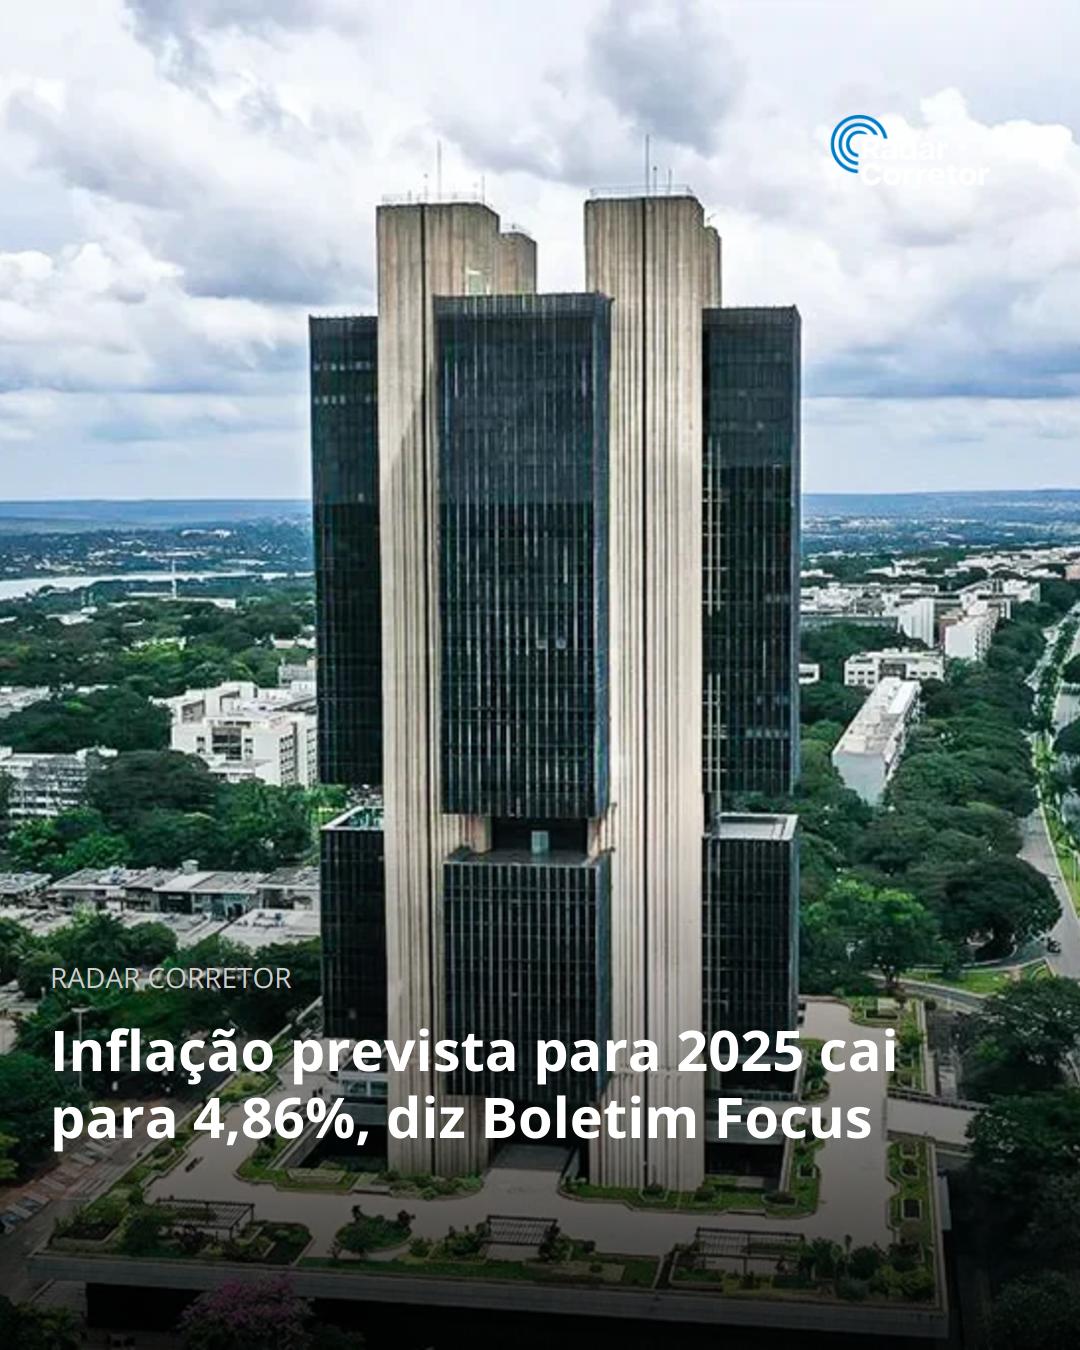 Radar
Corretor
RADAR CORRETOR
Inflação prevista para 2025 cai
para 4,86%, diz Boletim Focus